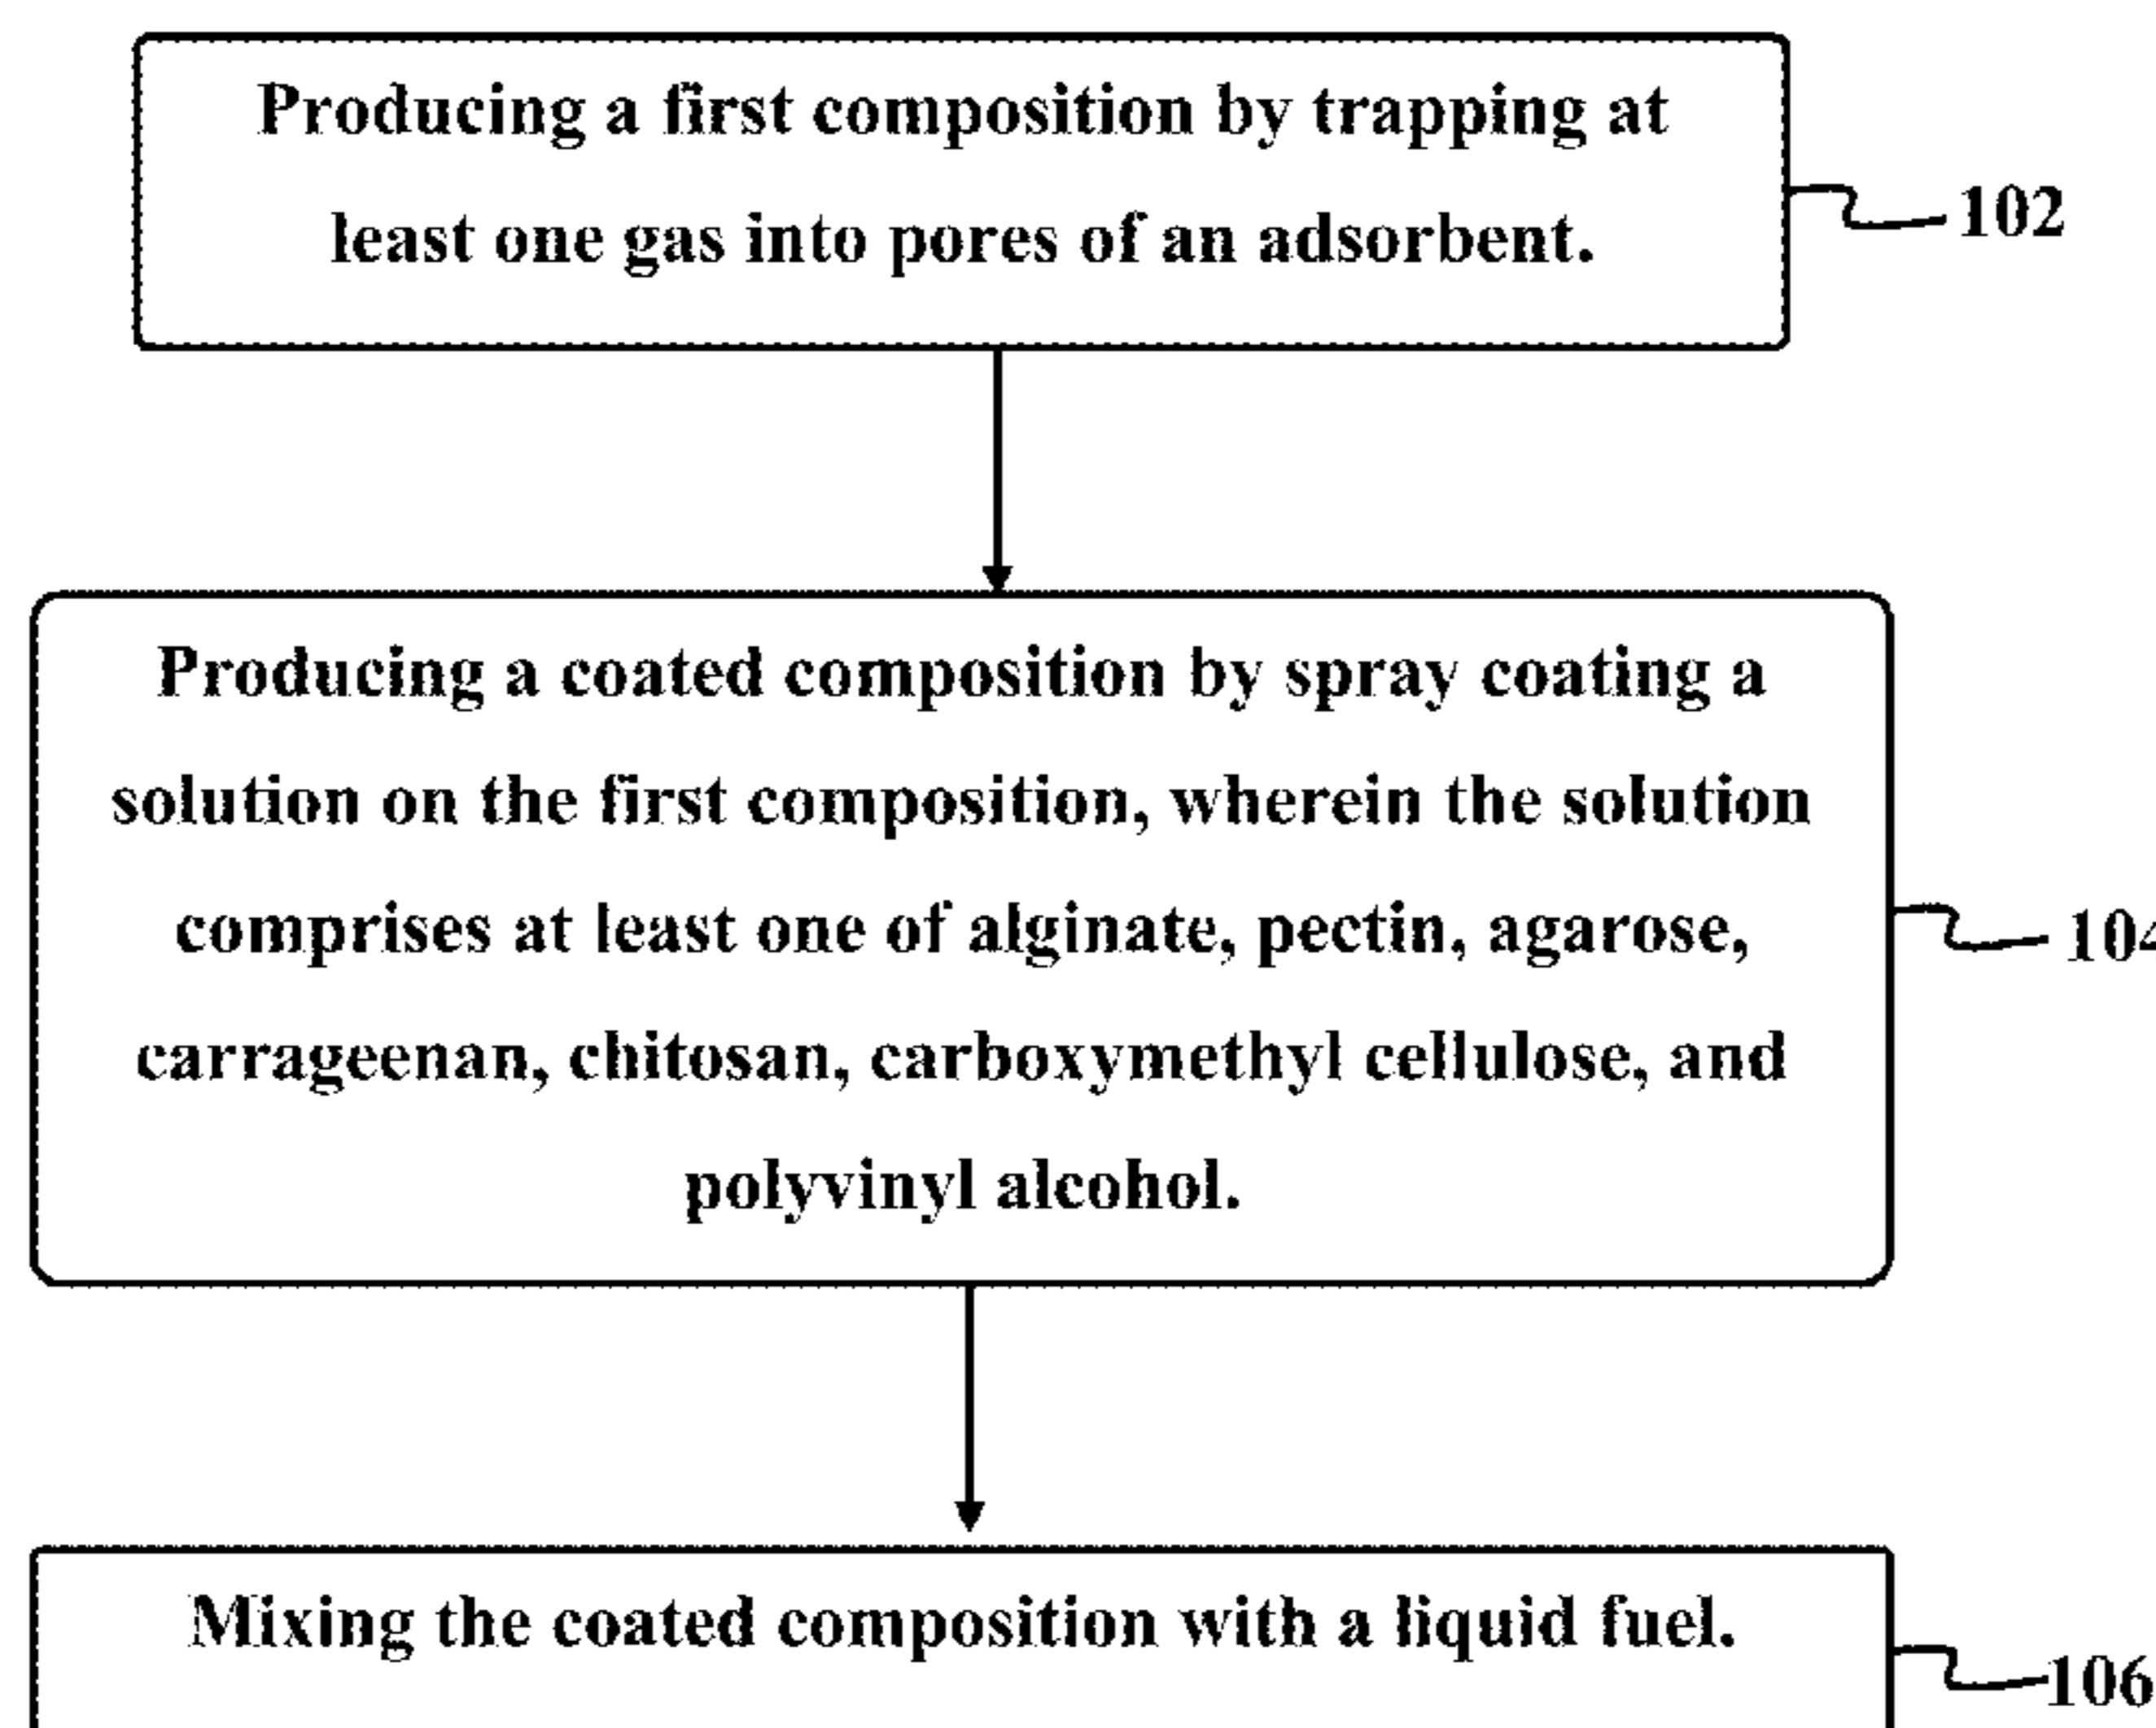 Producing a first composition by trapping at
least one gas into pores of an adsorbent.
102
Producing a coated composition by spray coating a
solution on the first composition, wherein the solution
comprises at least one of alginate, pectin, agarose,
carrageenan, chitosan, carboxymethyl cellulose, and
polyvinyl alcohol.
104
Mixing the coated composition with a liquid fuel.
106